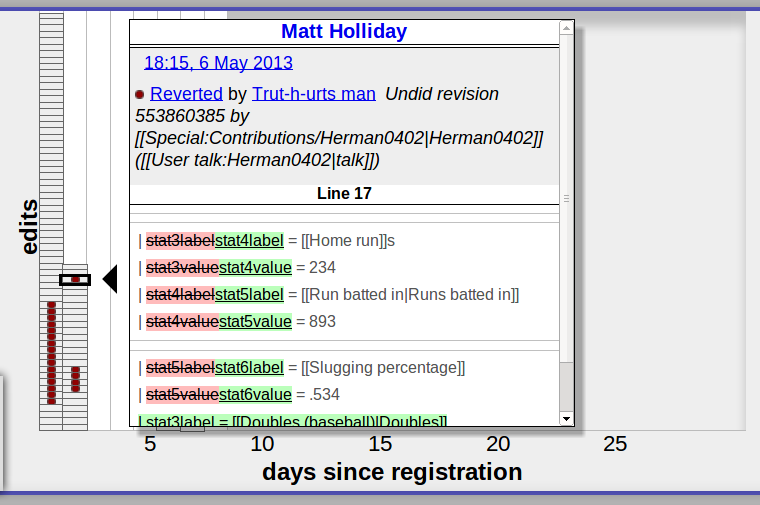 Matt Holliday
18:15, 6 May 2013
Reverted by Trut-h-urts man Undid revision
553860385 by
[[Special:Contributions/Herman0402|Herman0402]]
([[User talk:Herman0402|talk]])
Line 17
| stat3labelstat4label = [[Home run]]s
| stat3valuestat4value = 234
| stat4labelstat5label = [[Run batted in|Runs batted in]]
| stat4valuestat5value = 893
| stat5labelstat6label = [[Slugging percentage]]
| stat5valuestat6value = .534
| stat3label = [[Doubles (baseball)|Doubles]]
edits
5 10 15 20 25
days since registration